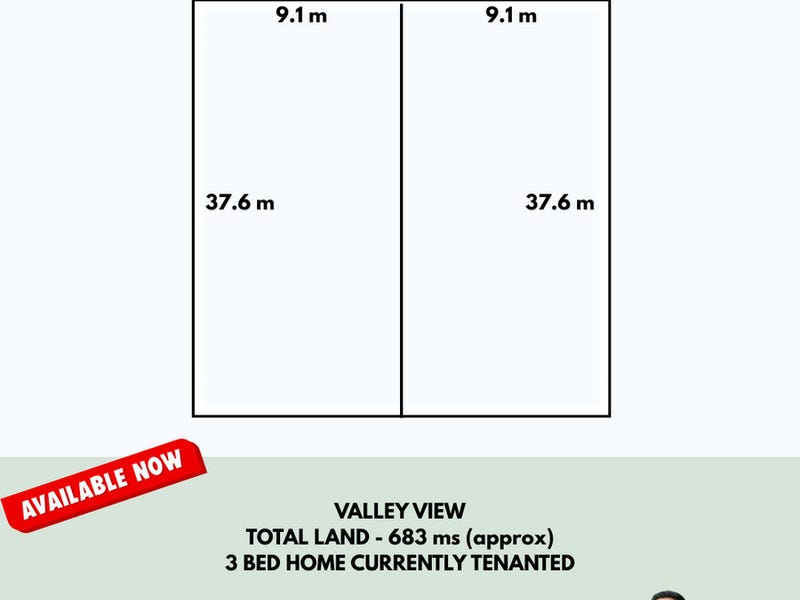 9.1 m 9.1 m
37.6 m 37.6 m
AVAILABLE NOW
VALLEY VIEW
TOTAL LAND - 683 ms (approx)
3 BED HOME CURRENTLY TENANTED